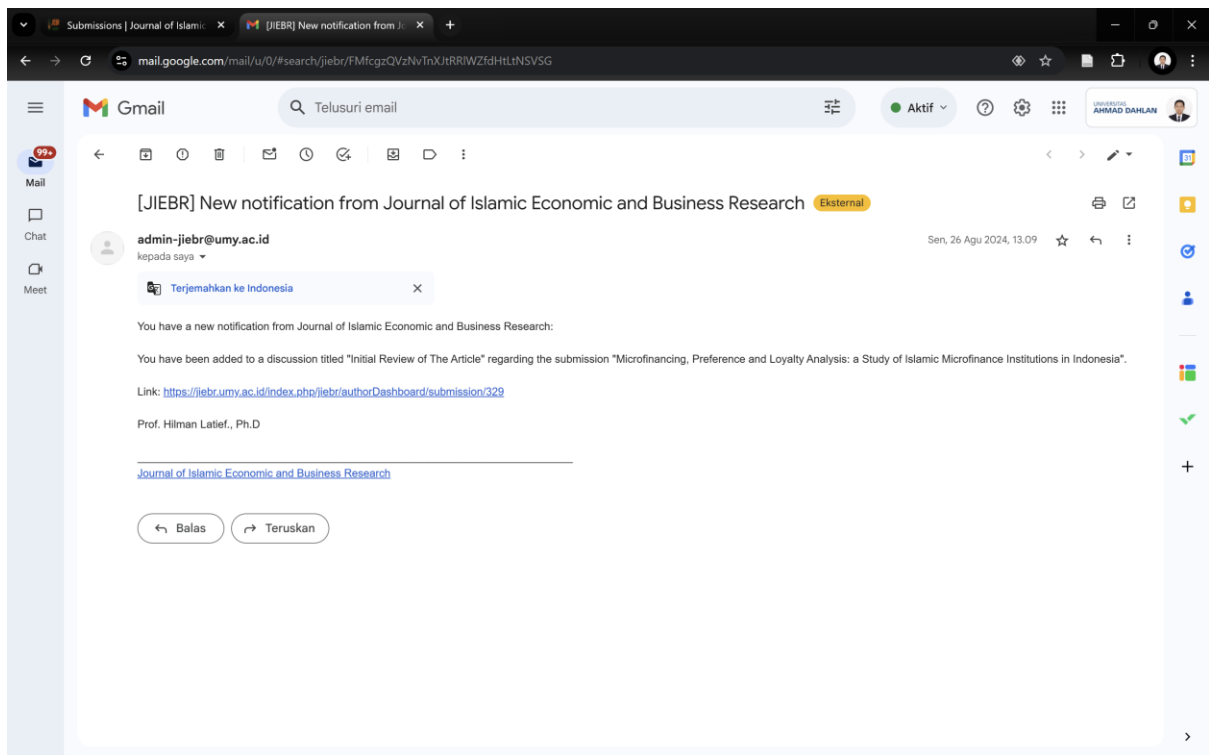 Submissions | Journal of Islamic
[JIEBR] New notification from Jo
mail.google.com/mail/u/0/#search/jiebr/FMfcgzQVzNvTnXJtRRlWZfdHtLtNSVSG
Gmail
Telusuri email
Aktif
UNIVERSITAS
AHMAD DAHLAN
99+
Mail
Chat
Meet
31
[JIEBR] New notification from Journal of Islamic Economic and Business Research Eksternal
admin-jiebr@umy.ac.id
Sen, 26 Agu 2024, 13.09
kepada saya
Terjemahkan ke Indonesia
You have a new notification from Journal of Islamic Economic and Business Research:
You have been added to a discussion titled "Initial Review of The Article" regarding the submission "Microfinancing, Preference and Loyalty Analysis: a Study of Islamic Microfinance Institutions in Indonesia".
Link: https://jiebr.umy.ac.id/index.php/jiebr/authorDashboard/submission/329
Prof. Hilman Latief., Ph.D
Journal of Islamic Economic and Business Research
Balas
Teruskan